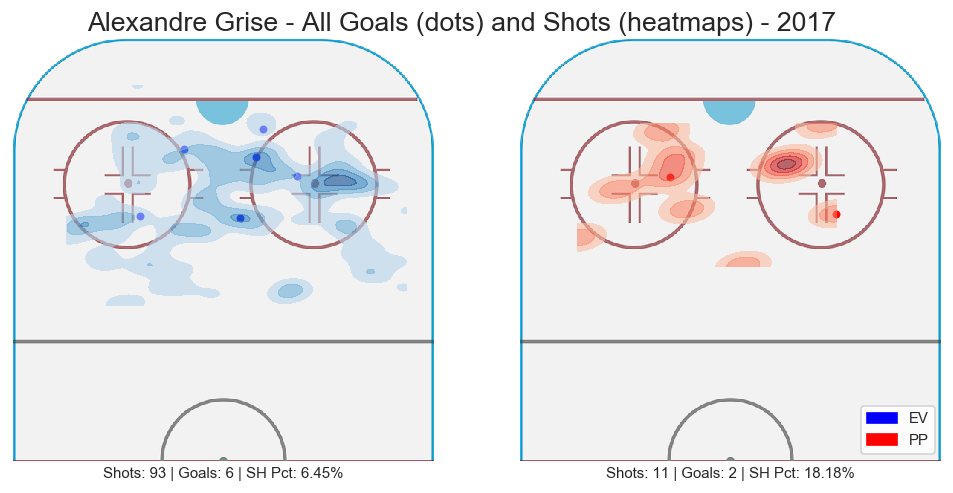 Alexandre Grise - All Goals (dots) and Shots (heatmaps) - 2017
EV
PP
Shots: 93 | Goals: 6 | SH Pct: 6.45%
Shots: 11 | Goals: 2 | SH Pct: 18.18%